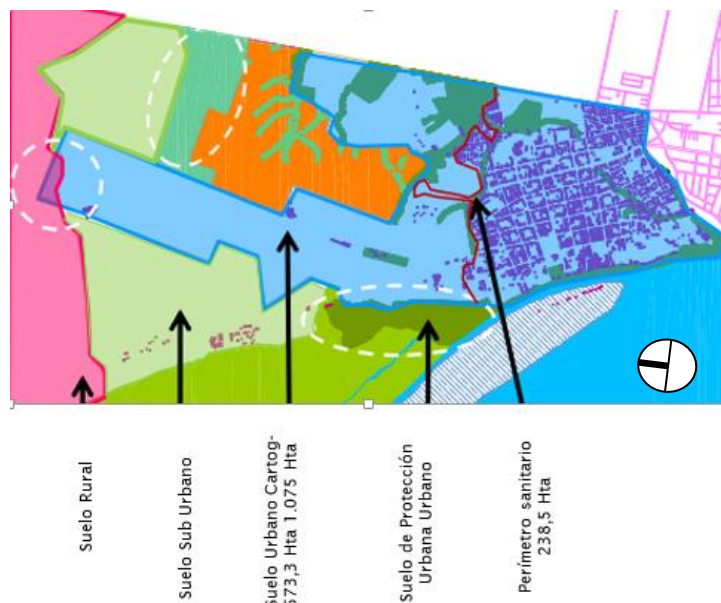 Suelo Rural
Suelo Sub Urbano
Suelo Urbano Cartog-
573,3 Hta 1.075 Hta
Suelo de Protección
Urbana Urbano
Perímetro sanitario
238,5 Hta